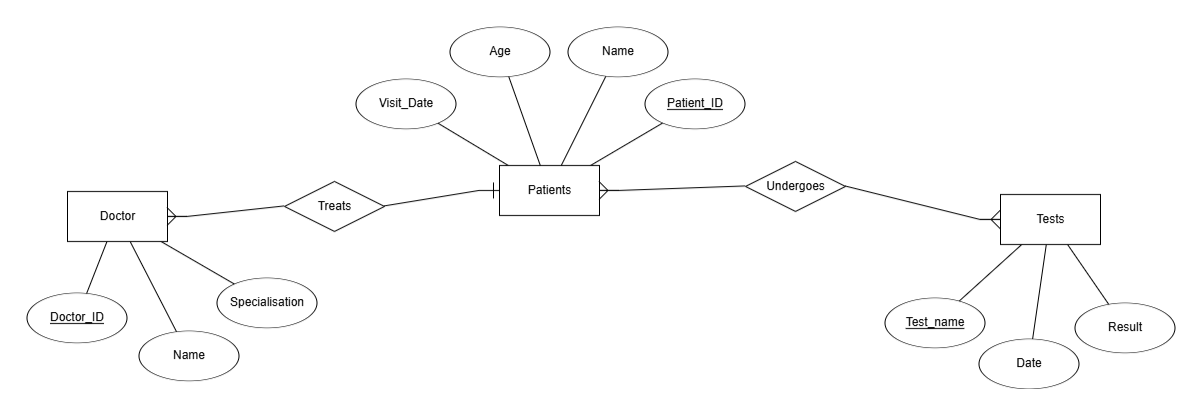 Age
Name
Visit_Date
Patient_ID
Patients
Undergoes
Treats
Doctor
Tests
Specialisation
Doctor_ID
Name
Test_name
Result
Date